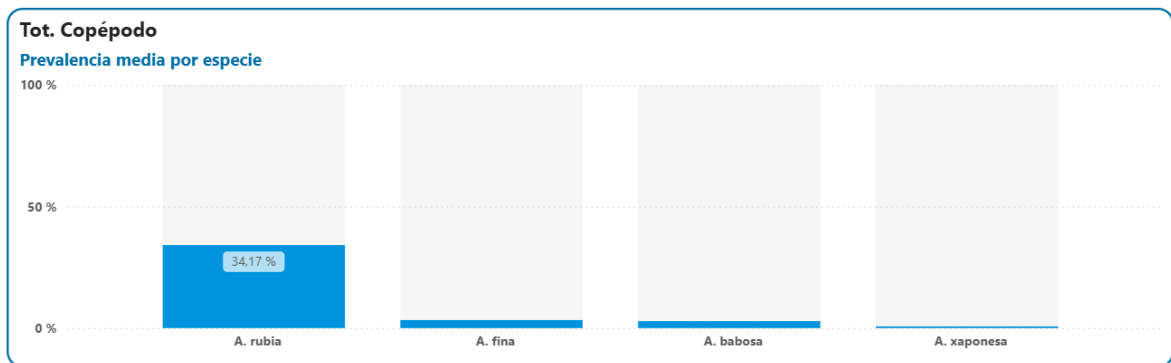 Tot. Copépodo
Prevalencia media por especie
100 %
50 %
0 %
34,17 %
A. rubia
A. fina
A. babosa
A. xaponesa